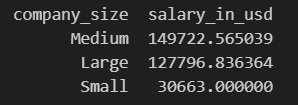 company_size salary_in_usd
Medium 149722.565039
Large 127796.836364
Small 30663.000000